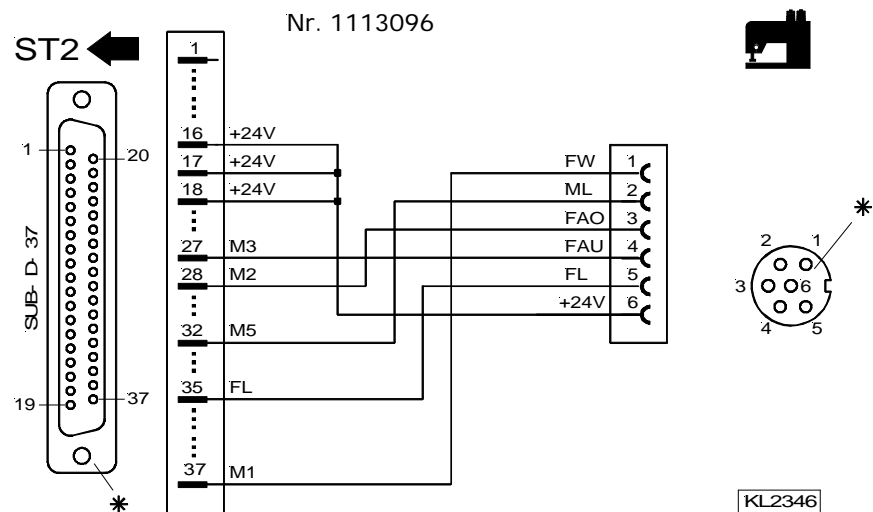 Nr. 1113096
ST2
1
16 +24V
17 +24V
18 +24V
27 M3
28 M2
32 M5
35 FL
37 M1
1
20
19
37
SUB-D-37
FW 1
ML 2
FAO 3
FAU 4
FL 5
+24V 6
2 1
3 6
4 5
KL2346